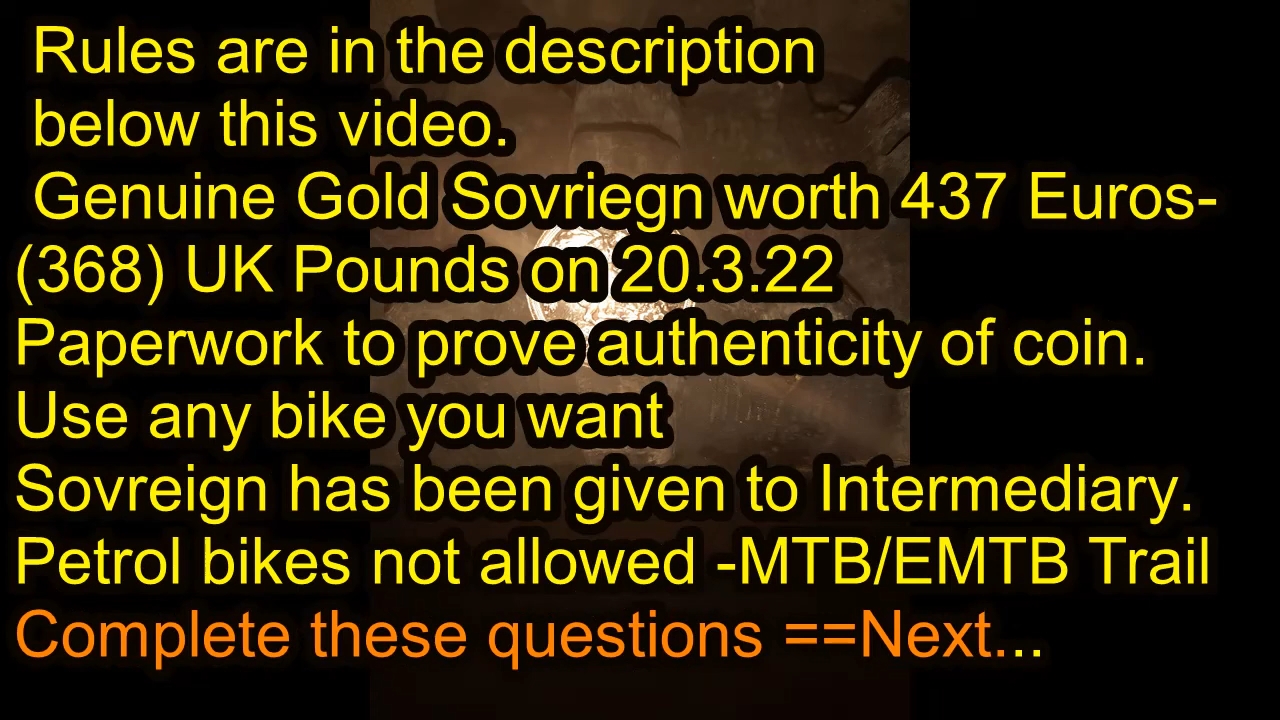 Rules are in the description
below this video.
Genuine Gold Sovriegn worth 437 Euros-
(368) UK Pounds on 20.3.22
Paperwork to prove authenticity of coin.
Use any bike you want
Sovreign has been given to Intermediary.
Petrol bikes not allowed -MTB/EMTB Trail
Complete these questions ==Next...